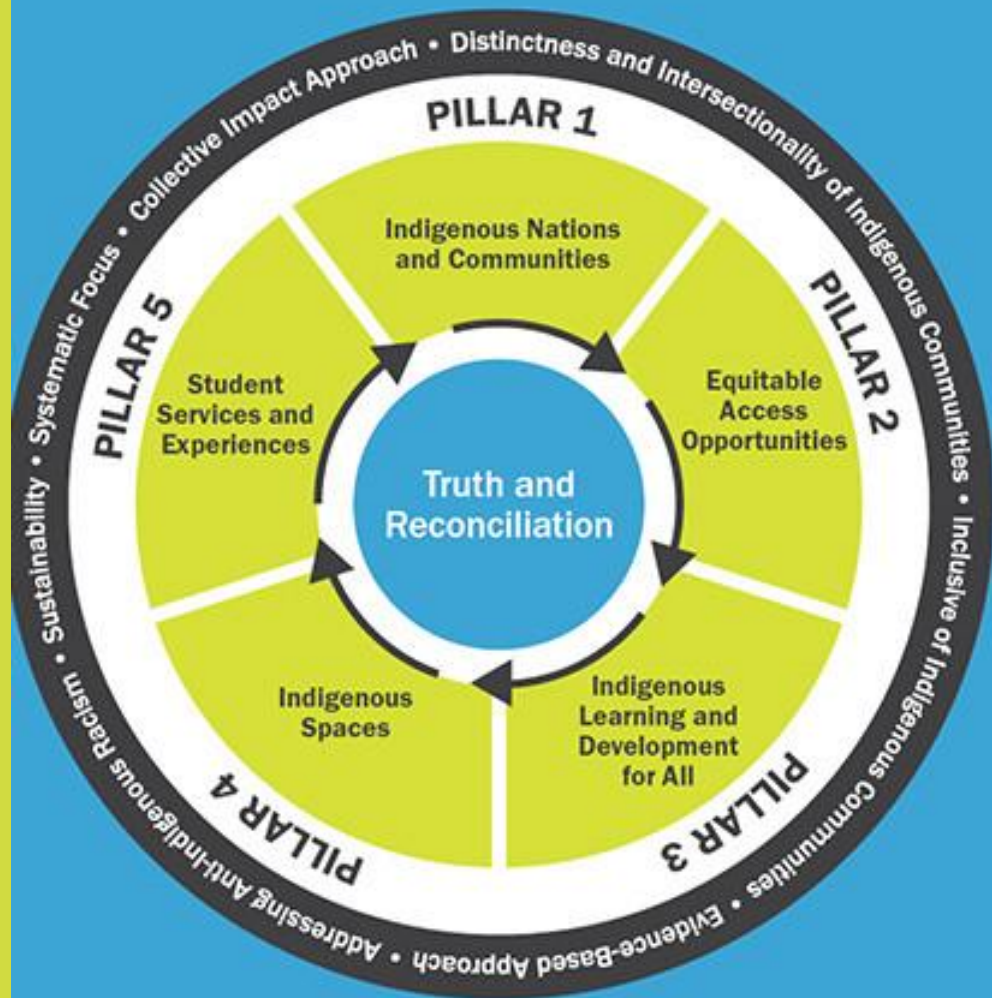 Collective Impact Approach • Distinctness and Intersectionality of Indigenous Communities • Inclusive of Indigenous Communities • Evidence-Based Approach • Addressing Anti-Indigenous Racism • Sustainability • Systematic Focus •
PILLAR 1
Indigenous Nations
and Communities
PILLAR 2
Equitable
Access
Opportunities
PILLAR 3
Indigenous
Learning and
Development
for All
PILLAR 4
Indigenous
Spaces
PILLAR 5
Student
Services and
Experiences
Truth and
Reconciliation